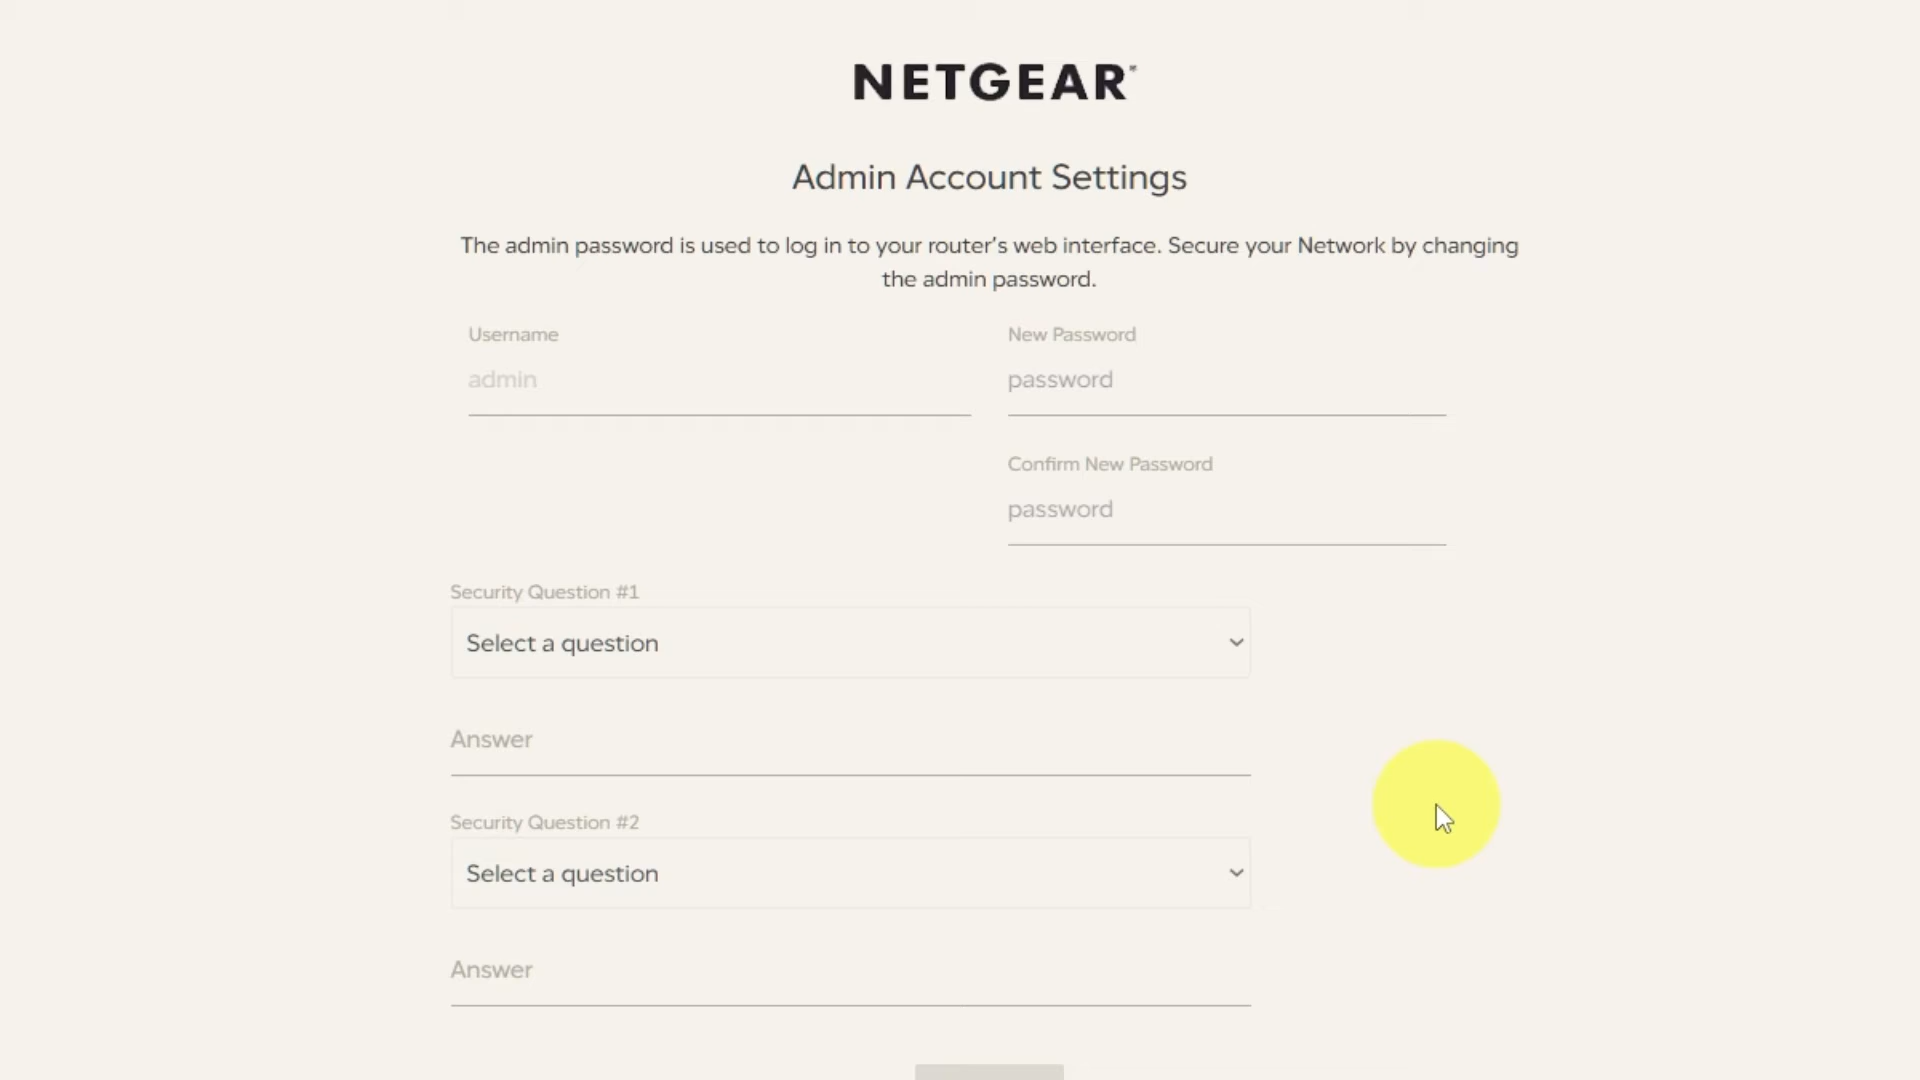 NETGEAR
Admin Account Settings
The admin password is used to log in to your router’s web interface. Secure your Network by changing
the admin password.
Username
New Password
admin
password
Confirm New Password
password
Security Question #1
Select a question
Answer
Security Question #2
Select a question
Answer